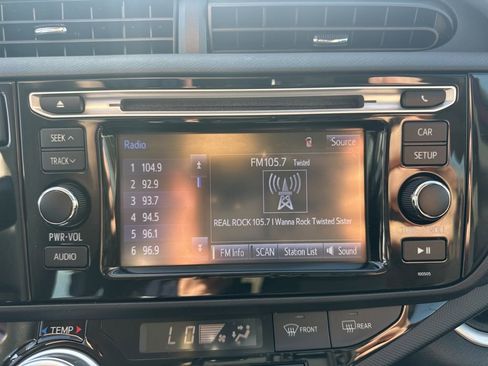 SEEK
TRACK
PWR-VOL
AUDIO
Radio
Source
FM105.7 Twisted
1 104.9
2 92.9
3 93.7
4 94.5
5 96.1
6 96.9
REAL ROCK 105.7 I Wanna Rock Twisted Sister
FM Info SCAN Station List Sound
CAR
SETUP
100505
TEMP
LO
FRONT
REAR